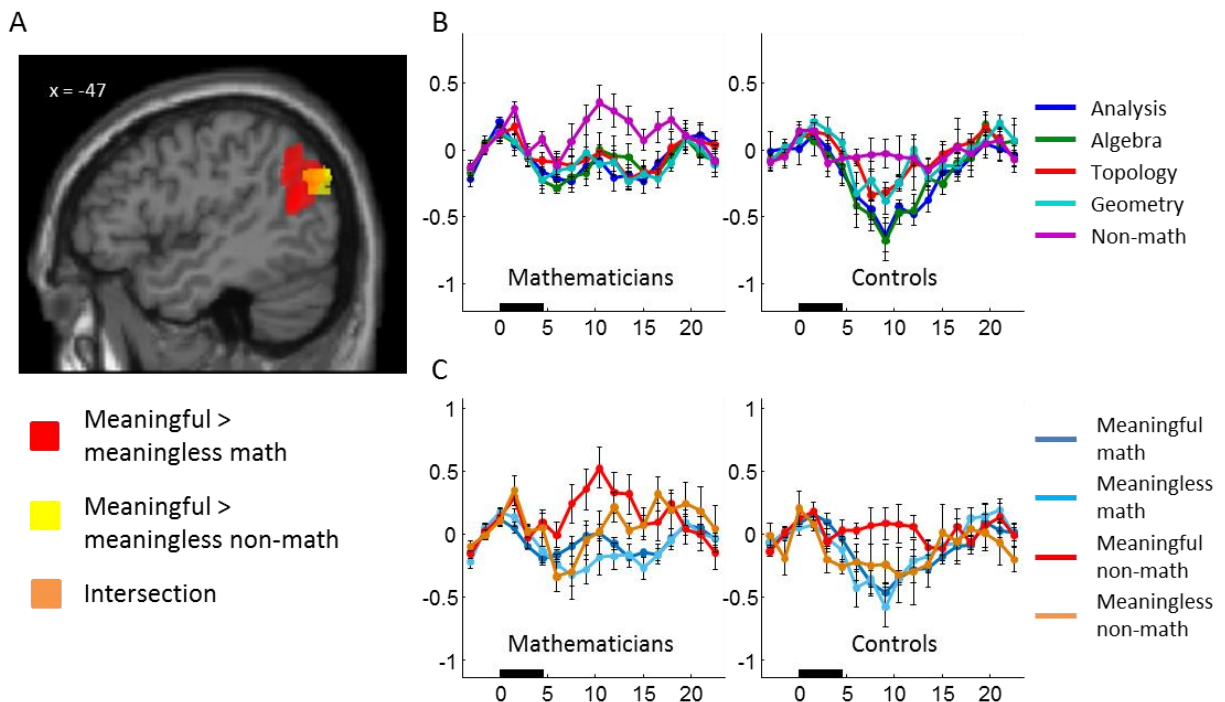 A
x = -47
Meaningful >
meaningless math
Meaningful >
meaningless non-math
Intersection
B
0.5
0
-0.5
-1
Mathematicians
0 5 10 15 20
0.5
0
-0.5
-1
Controls
0 5 10 15 20
Analysis
Algebra
Topology
Geometry
Non-math
C
1
0.5
0
-0.5
-1
Mathematicians
0 5 10 15 20
1
0.5
0
-0.5
-1
Controls
0 5 10 15 20
Meaningful
math
Meaningless
math
Meaningful
non-math
Meaningless
non-math